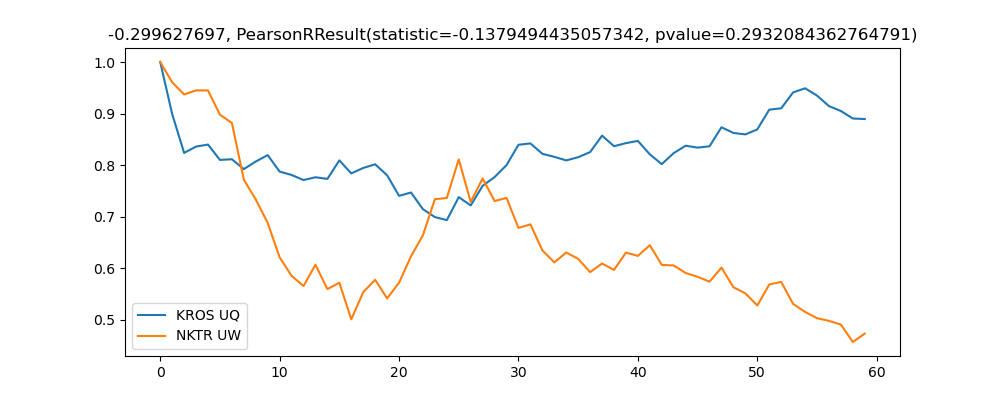 -0.299627697, PearsonRResult(statistic=-0.1379494435057342, pvalue=0.2932084362764791)
1.0
0.9
0.8
0.7
0.6
0.5
KROS UQ
NKTR UW
0 10 20 30 40 50 60